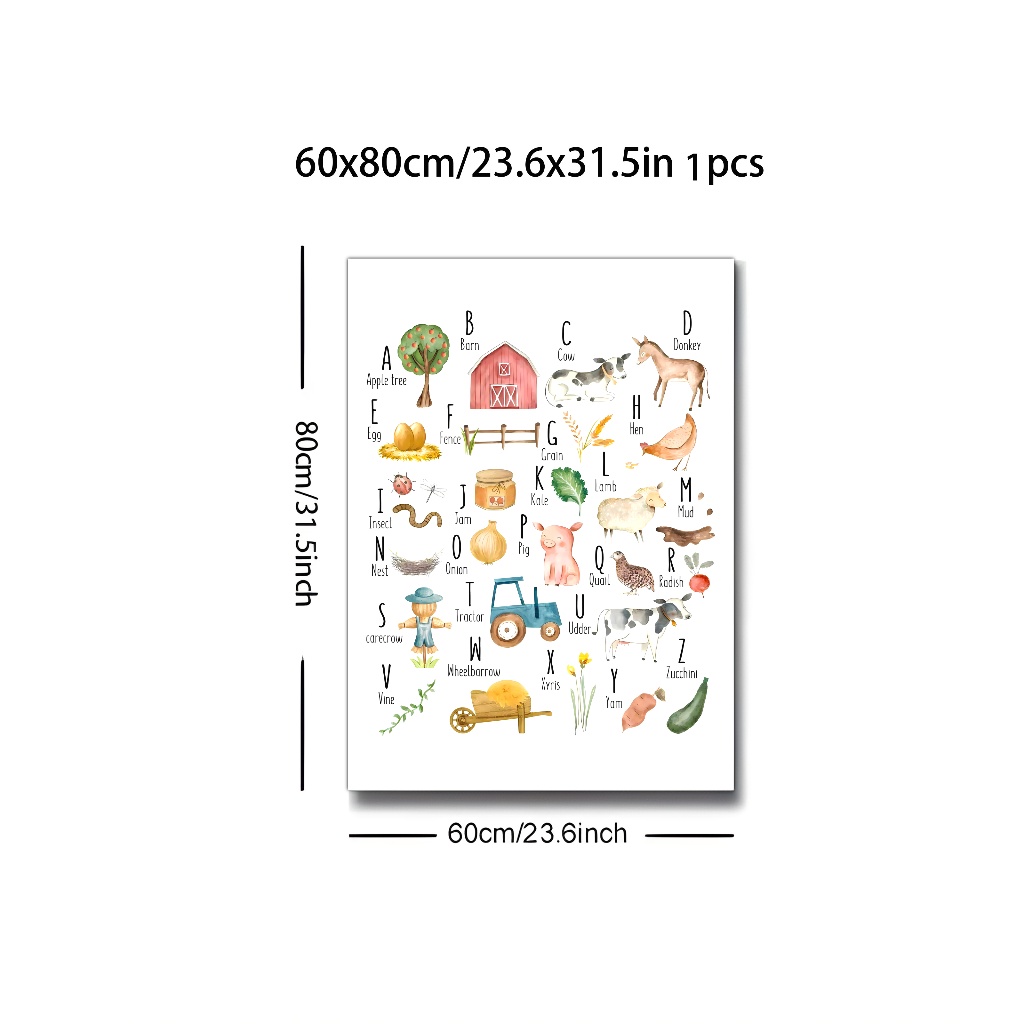 60x80cm/23.6x31.5in 1pcs
80cm/31.5inch
A
Apple tree
B
Barn
C
Cow
D
Donkey
E
Egg
F
Fence
G
Grain
H
Hen
I
Insect
J
Jam
K
Kale
L
Lamb
M
Mud
N
Nest
O
Onion
P
Pig
Q
Quail
R
Radish
S
carecrow
T
Tractor
U
Udder
V
Vine
W
Wheelbarrow
X
Xyris
Y
Yam
Z
Zucchini
60cm/23.6inch